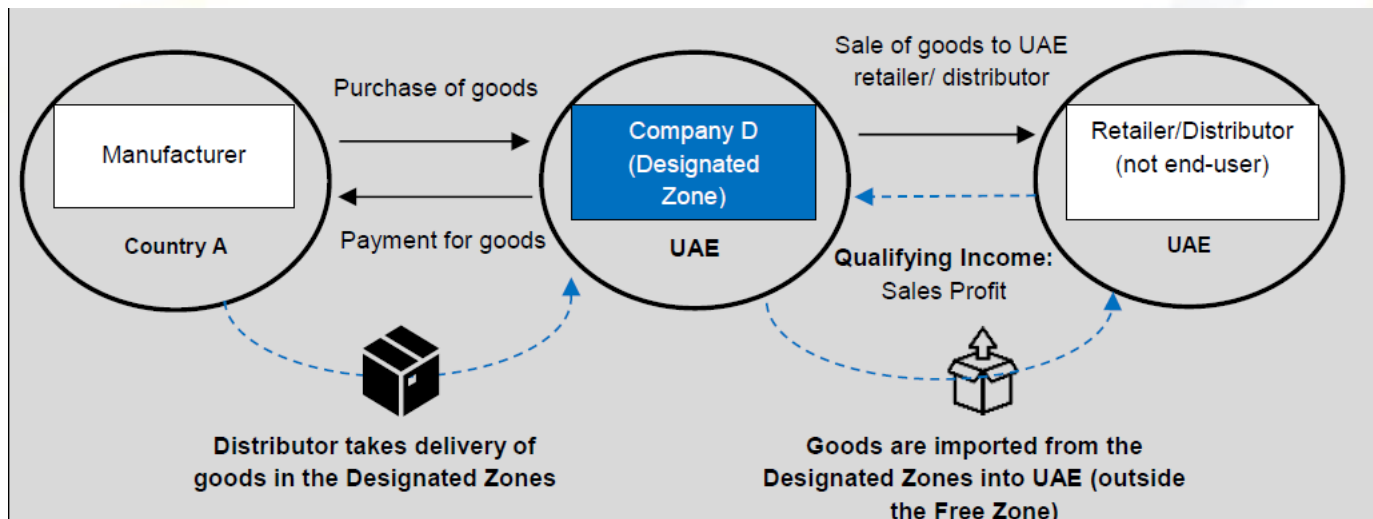 Manufacturer
Country A
Purchase of goods
Payment for goods
Distributor takes delivery of
goods in the Designated Zones
Company D
(Designated
Zone)
UAE
Sale of goods to UAE
retailer/ distributor
Qualifying Income:
Sales Profit
Retailer/Distributor
(not end-user)
UAE
Goods are imported from the
Designated Zones into UAE (outside
the Free Zone)